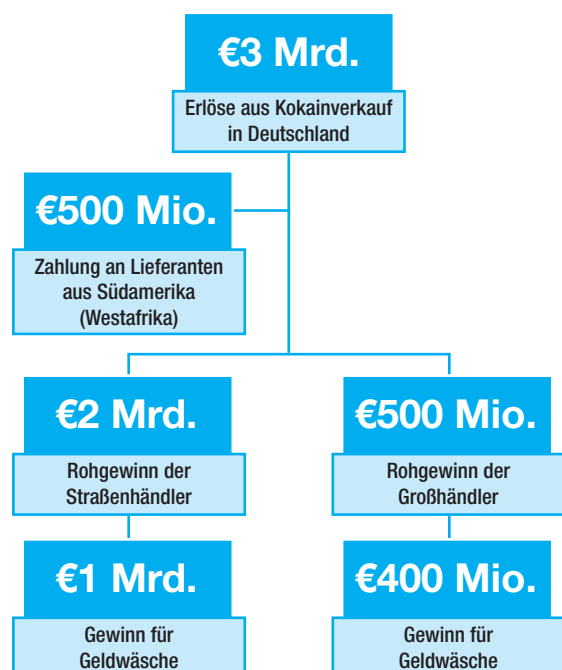 €3 Mrd.
Erlöse aus Kokainverkauf
in Deutschland
€500 Mio.
Zahlung an Lieferanten
aus Südamerika
(Westafrika)
€2 Mrd.
Rohgewinn der
Straßenhändler
€500 Mio.
Rohgewinn der
Großhändler
€1 Mrd.
Gewinn für
Geldwäsche
€400 Mio.
Gewinn für
Geldwäsche